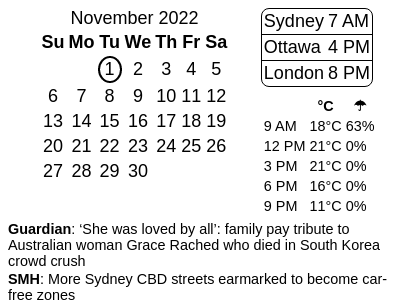 November 2022
Su Mo Tu We Th Fr Sa
1 2 3 4 5
6 7 8 9 10 11 12
13 14 15 16 17 18 19
20 21 22 23 24 25 26
27 28 29 30
Sydney 7 AM
Ottawa 4 PM
London 8 PM
°C ☂
9 AM 18°C 63%
12 PM 21°C 0%
3 PM 21°C 0%
6 PM 16°C 0%
9 PM 11°C 0%
Guardian: ‘She was loved by all’: family pay tribute to
Australian woman Grace Rached who died in South Korea
crowd crush
SMH: More Sydney CBD streets earmarked to become car-
free zones